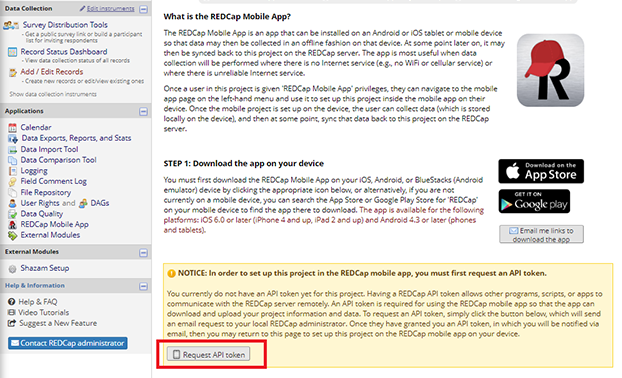 Data Collection
Edit instruments
Survey Distribution Tools
- Get a public survey link or build a participant
list for inviting respondents
Record Status Dashboard
- View data collection status of all records
Add / Edit Records
- Create new records or edit/view existing ones
Show data collection instruments
Applications
Calendar
Data Exports, Reports, and Stats
Data Import Tool
Data Comparison Tool
Logging
Field Comment Log
File Repository
User Rights and DAGs
Data Quality
REDCap Mobile App
External Modules
External Modules
Shazam Setup
Help & Information
Help & FAQ
Video Tutorials
Suggest a New Feature
Contact REDCap administrator
What is the REDCap Mobile App?
The REDCap Mobile App is an app that can be installed on an Android or iOS tablet or mobile device
so that data may then be collected in an offline fashion on that device. At some point later on, it may
then be synced back to this project on the REDCap server. The app is most useful when data
collection will be performed where there is no Internet service (e.g., no WiFi or cellular service) or
where there is unreliable Internet service.
Once a user in this project is given 'REDCap Mobile App' privileges, they can navigate to the mobile
app page on the left-hand menu and use it to set up this project inside the mobile app on their
device. Once the mobile project is set up on the device, the user can collect data (which is stored
locally on the device), and then at some point, sync that data back to this project on the REDCap
server.
R
STEP 1: Download the app on your device
You must first download the REDCap Mobile App on your iOS, Android, or BlueStacks (Android
emulator) device by clicking the appropriate icon below, or alternatively, if you are not
currently on a mobile device, you can search the App Store or Google Play Store for 'REDCap'
on your mobile device to find the app there to download. The app is available for the following
platforms: iOS 6.0 or later (iPhone 4 and up, iPad 2 and up) and Android 4.3 or later (phones
and tablets).
Download on the
App Store
GET IT ON
Google play
Email me links to
download the app
NOTICE: In order to set up this project in the REDCap mobile app, you must first request an API token.
You currently do not have an API token yet for this project. Having a REDCap API token allows other programs, scripts, or apps to
communicate with the REDCap server remotely. An API token is required for using the REDCap mobile so that the app can
download and upload your project information and data. To request an API token, simply click the button below, which will send
an email request to your local REDCap administrator. Once they have granted you an API token, in which you will be notified via
email, then you may return to this page to set up this project on the REDCap mobile app on your device.
Request API token